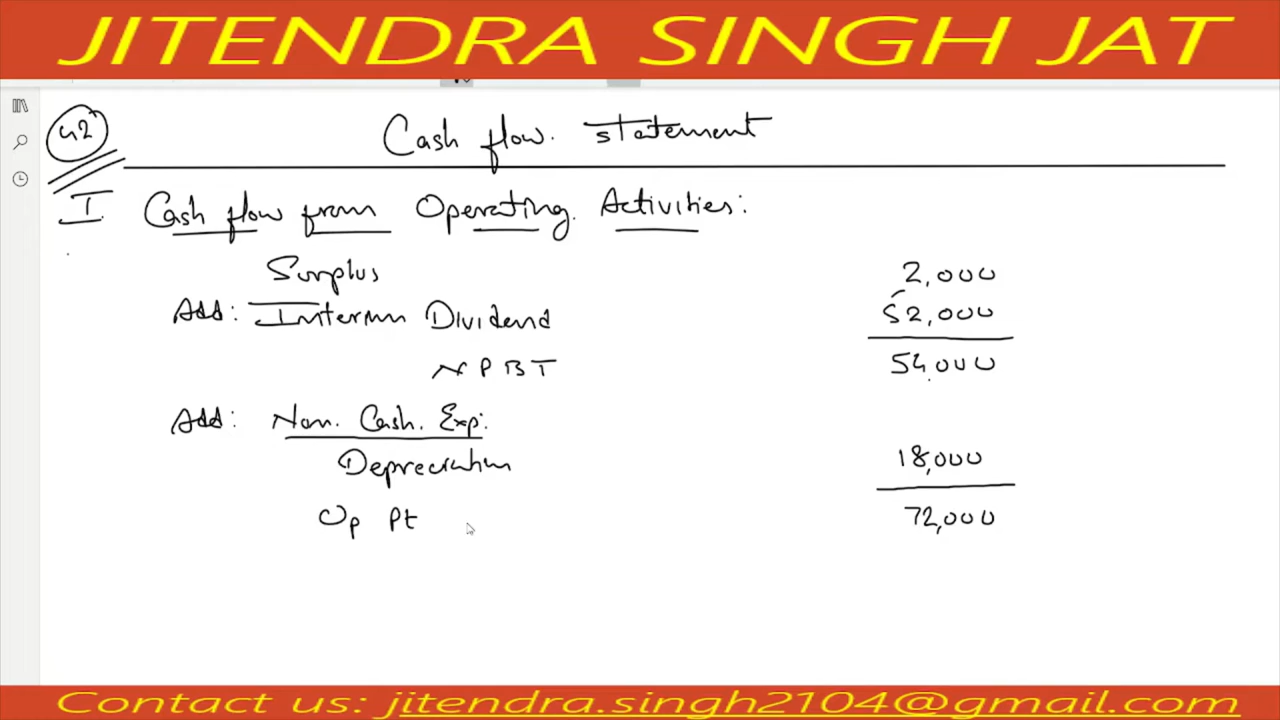 JITENDRA SINGH JAT
42 Cash flow. statement
I. Cash flow from Operating. Activities:
Surplus 2,000
Add: Interim Dividend 52,000
NPBT 54,000
Add: Non. Cash. Exp:
Depreciation 18,000
Op Pt 72,000
Contact us: jitendra.singh2104@gmail.com